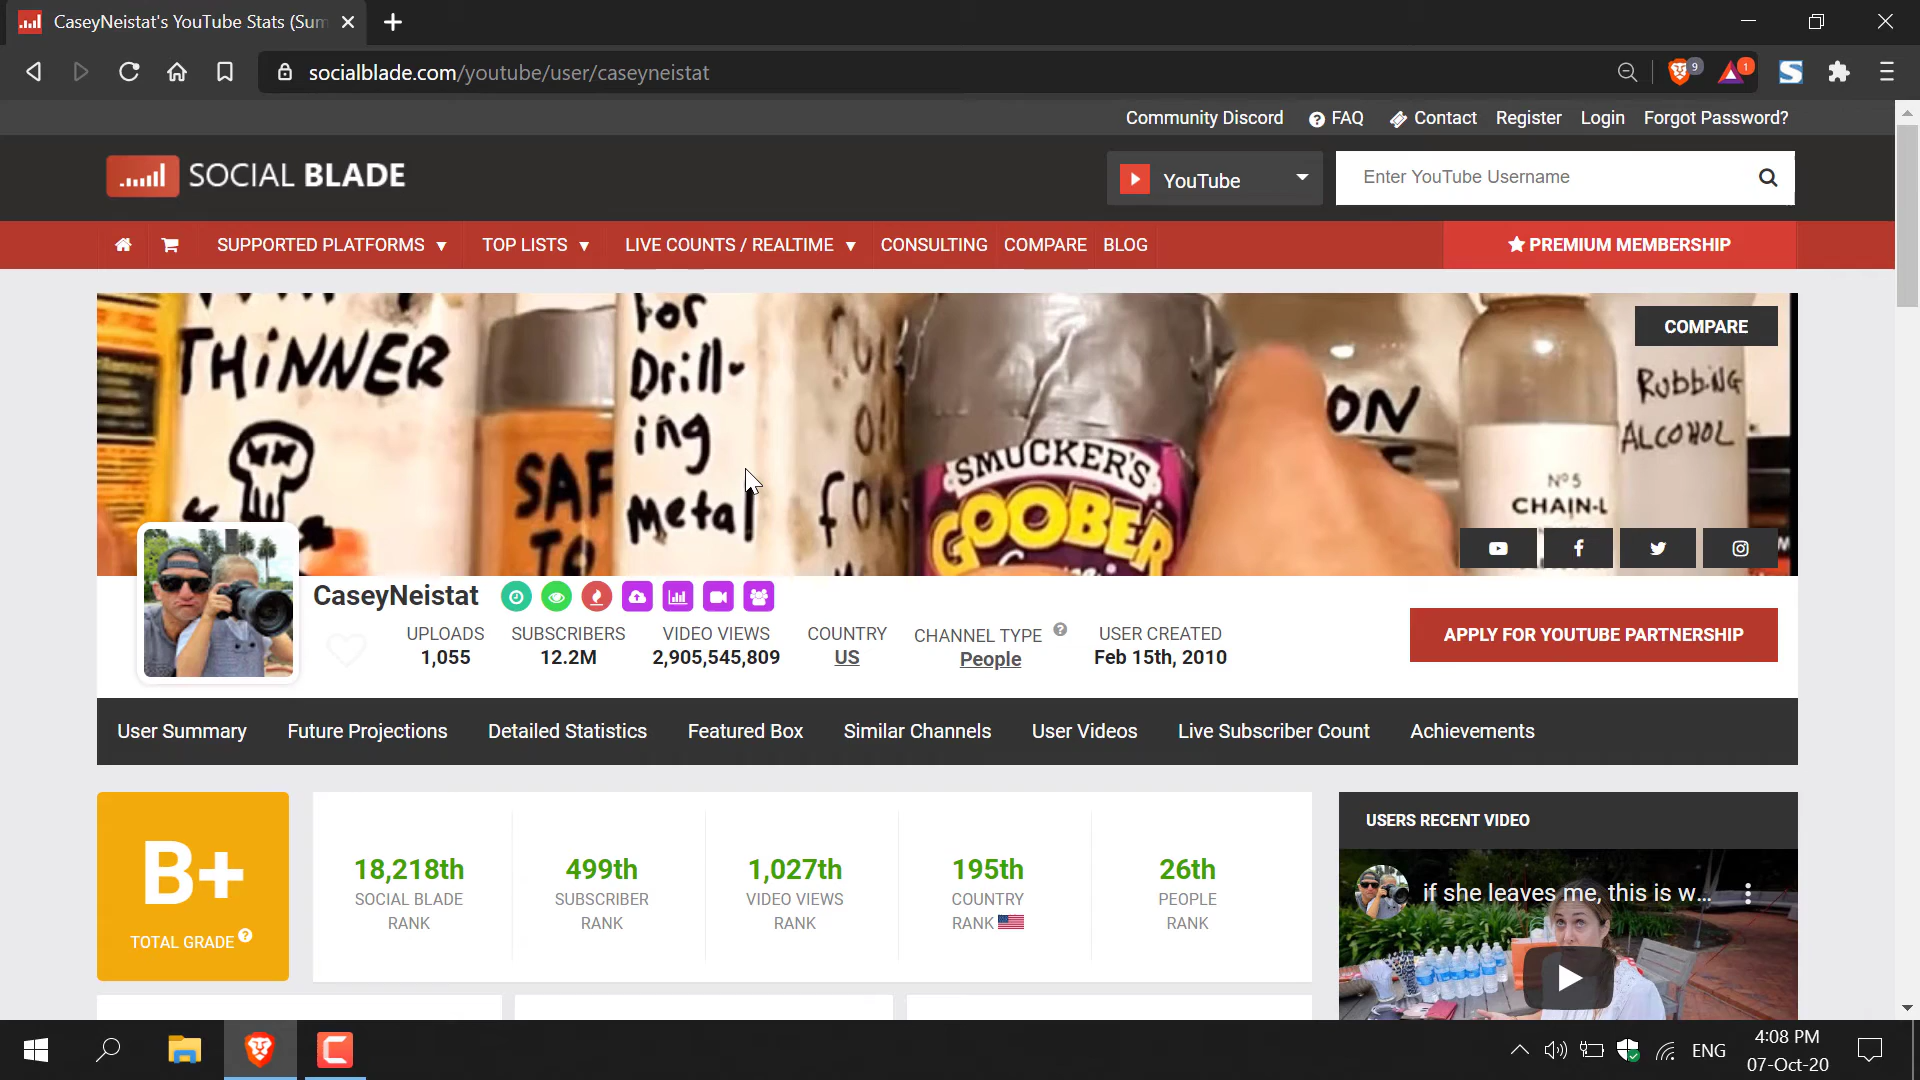 CaseyNeistat's YouTube Stats (Sum
socialblade.com/youtube/user/caseyneistat
9
1
Community Discord FAQ Contact Register Login Forgot Password?
SOCIAL BLADE
YouTube
Enter YouTube Username
SUPPORTED PLATFORMS TOP LISTS LIVE COUNTS / REALTIME CONSULTING COMPARE BLOG
PREMIUM MEMBERSHIP
COMPARE
THiNNER
SAF
TO
For
Drill-
ing
Metal
SMUCKER'S
GOOBER
ON
Nº5
CHAIN-L
RubbiNG
ALCOHOL
CaseyNeistat
UPLOADS SUBSCRIBERS VIDEO VIEWS COUNTRY CHANNEL TYPE USER CREATED
1,055 12.2M 2,905,545,809 US People Feb 15th, 2010
APPLY FOR YOUTUBE PARTNERSHIP
User Summary Future Projections Detailed Statistics Featured Box Similar Channels User Videos Live Subscriber Count Achievements
B+
TOTAL GRADE
18,218th 499th 1,027th 195th 26th
SOCIAL BLADE SUBSCRIBER VIDEO VIEWS COUNTRY PEOPLE
RANK RANK RANK RANK RANK
USERS RECENT VIDEO
if she leaves me, this is w...
ENG
4:08 PM
07-Oct-20